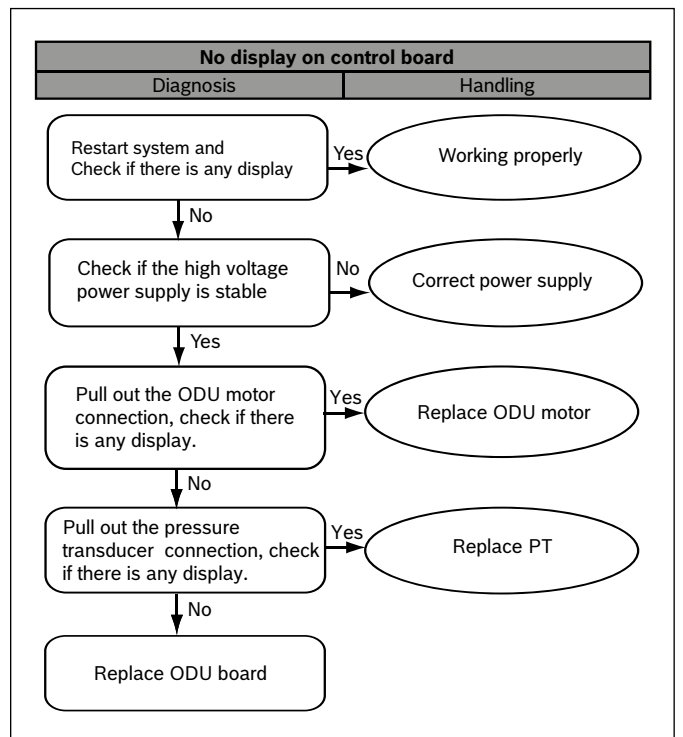 No display on control board
Diagnosis
Handling
Restart system and
Check if there is any display
Yes
Working properly
No
Check if the high voltage
power supply is stable
No
Correct power supply
Yes
Pull out the ODU motor
connection, check if there
is any display.
Yes
Replace ODU motor
No
Pull out the pressure
transducer connection, check
if there is any display.
Yes
Replace PT
No
Replace ODU board